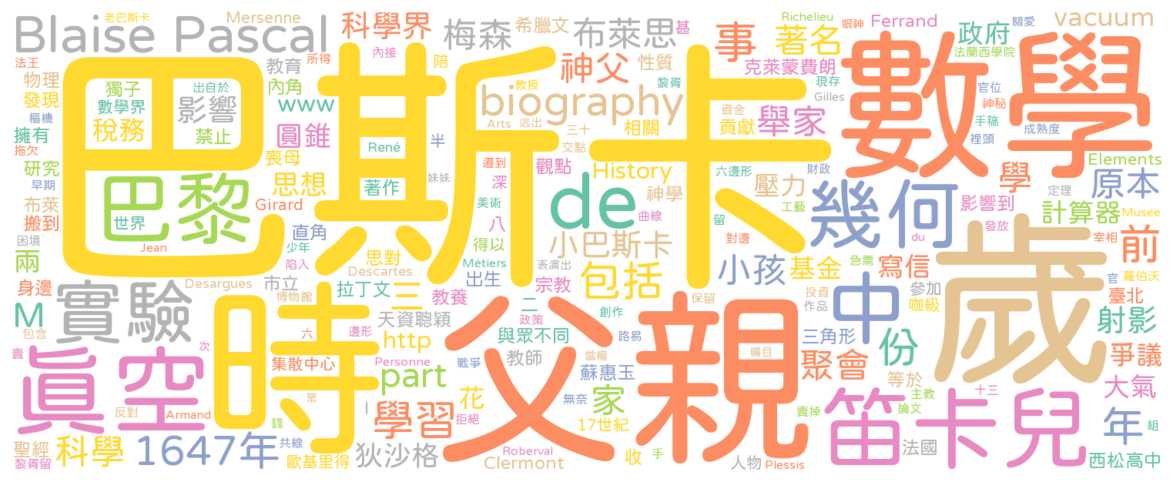 Blaise Pascal
老巴斯卡
Mersenne
科學界
梅森
希臘文
布萊思
甚
事
Richelieu
著名
眼神
Ferrand
政府
關愛
vacuum
法王
所得
內接
陪
教育
物理
獨子
出自於
內角
神父
性質
克萊蒙費朗
法蘭西學院
發現
數學界
影響
www
biography
教授
黎胥
現存
官位
樞機
擁有
稅務
禁止
圓錐
Arts
逃出
三十
相關
資金
貢獻
Gilles
舉家
神秘
手稿
裡頭
成熟度
拖欠
René
半
交點
數學
研究
喪母
遷到
觀點
History
六邊形
財政
Elements
早期
巴黎
著作
妹妹
深
神學
壓力
學
定理
原本
布萊
思想
美術
八
de
曲線
留
工藝
影響到
計算器
搬到
世界
Girard
得以
小巴斯卡
對邊
發放
Musée
困境
Jean
少年
直角
思對
Métiers
表演出
幾何
du
宰相
前
兩
陷入
Descartes
出生
宗教
包括
小孩
基金
急需
寫信
官
羅伯沃
身邊
Desargues
市立
巴斯卡
保留
投資
參加
臺北
M
實驗
博物館
拉丁文
三
教養
二
創作
作品
中
咖級
射影
包含
六
邊形
天資聰穎
政策
與眾不同
路易
三角形
份
爭議
賣
次
集散中心
http
Personne
教師
戰爭
當權
蘇惠玉
矚目
聚會
等於
歲
大氣
眞空
時
part
父親
無奈
主教
十三
反對
Armand
眾
學習
花
拒絕
家
賣掉
論文
笛卡兒
年
組
聖經
科學
錢
1647年
共線
狄沙格
Roberval
17世紀
手
法國
西松高中
黎胥留
歐基里得
Clermont
收
人物
Plessis